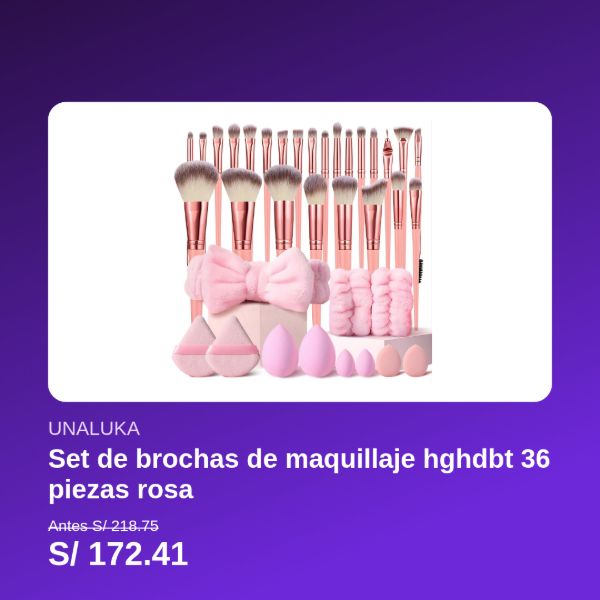 UNALUKA
Set de brochas de maquillaje hghdbt 36
piezas rosa
Antes S/ 218.75
S/ 172.41